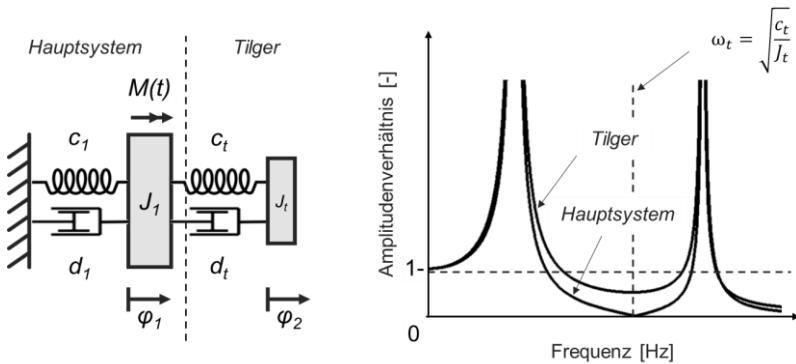 Hauptsystem
Tilger
M(t)
c₁
cₜ
J₁
Jₜ
d₁
dₜ
φ₁
φ₂
Amplitudenverhältnis [-]
ωₜ = √(cₜ/Jₜ)
Tilger
Hauptsystem
1
0
Frequenz [Hz]